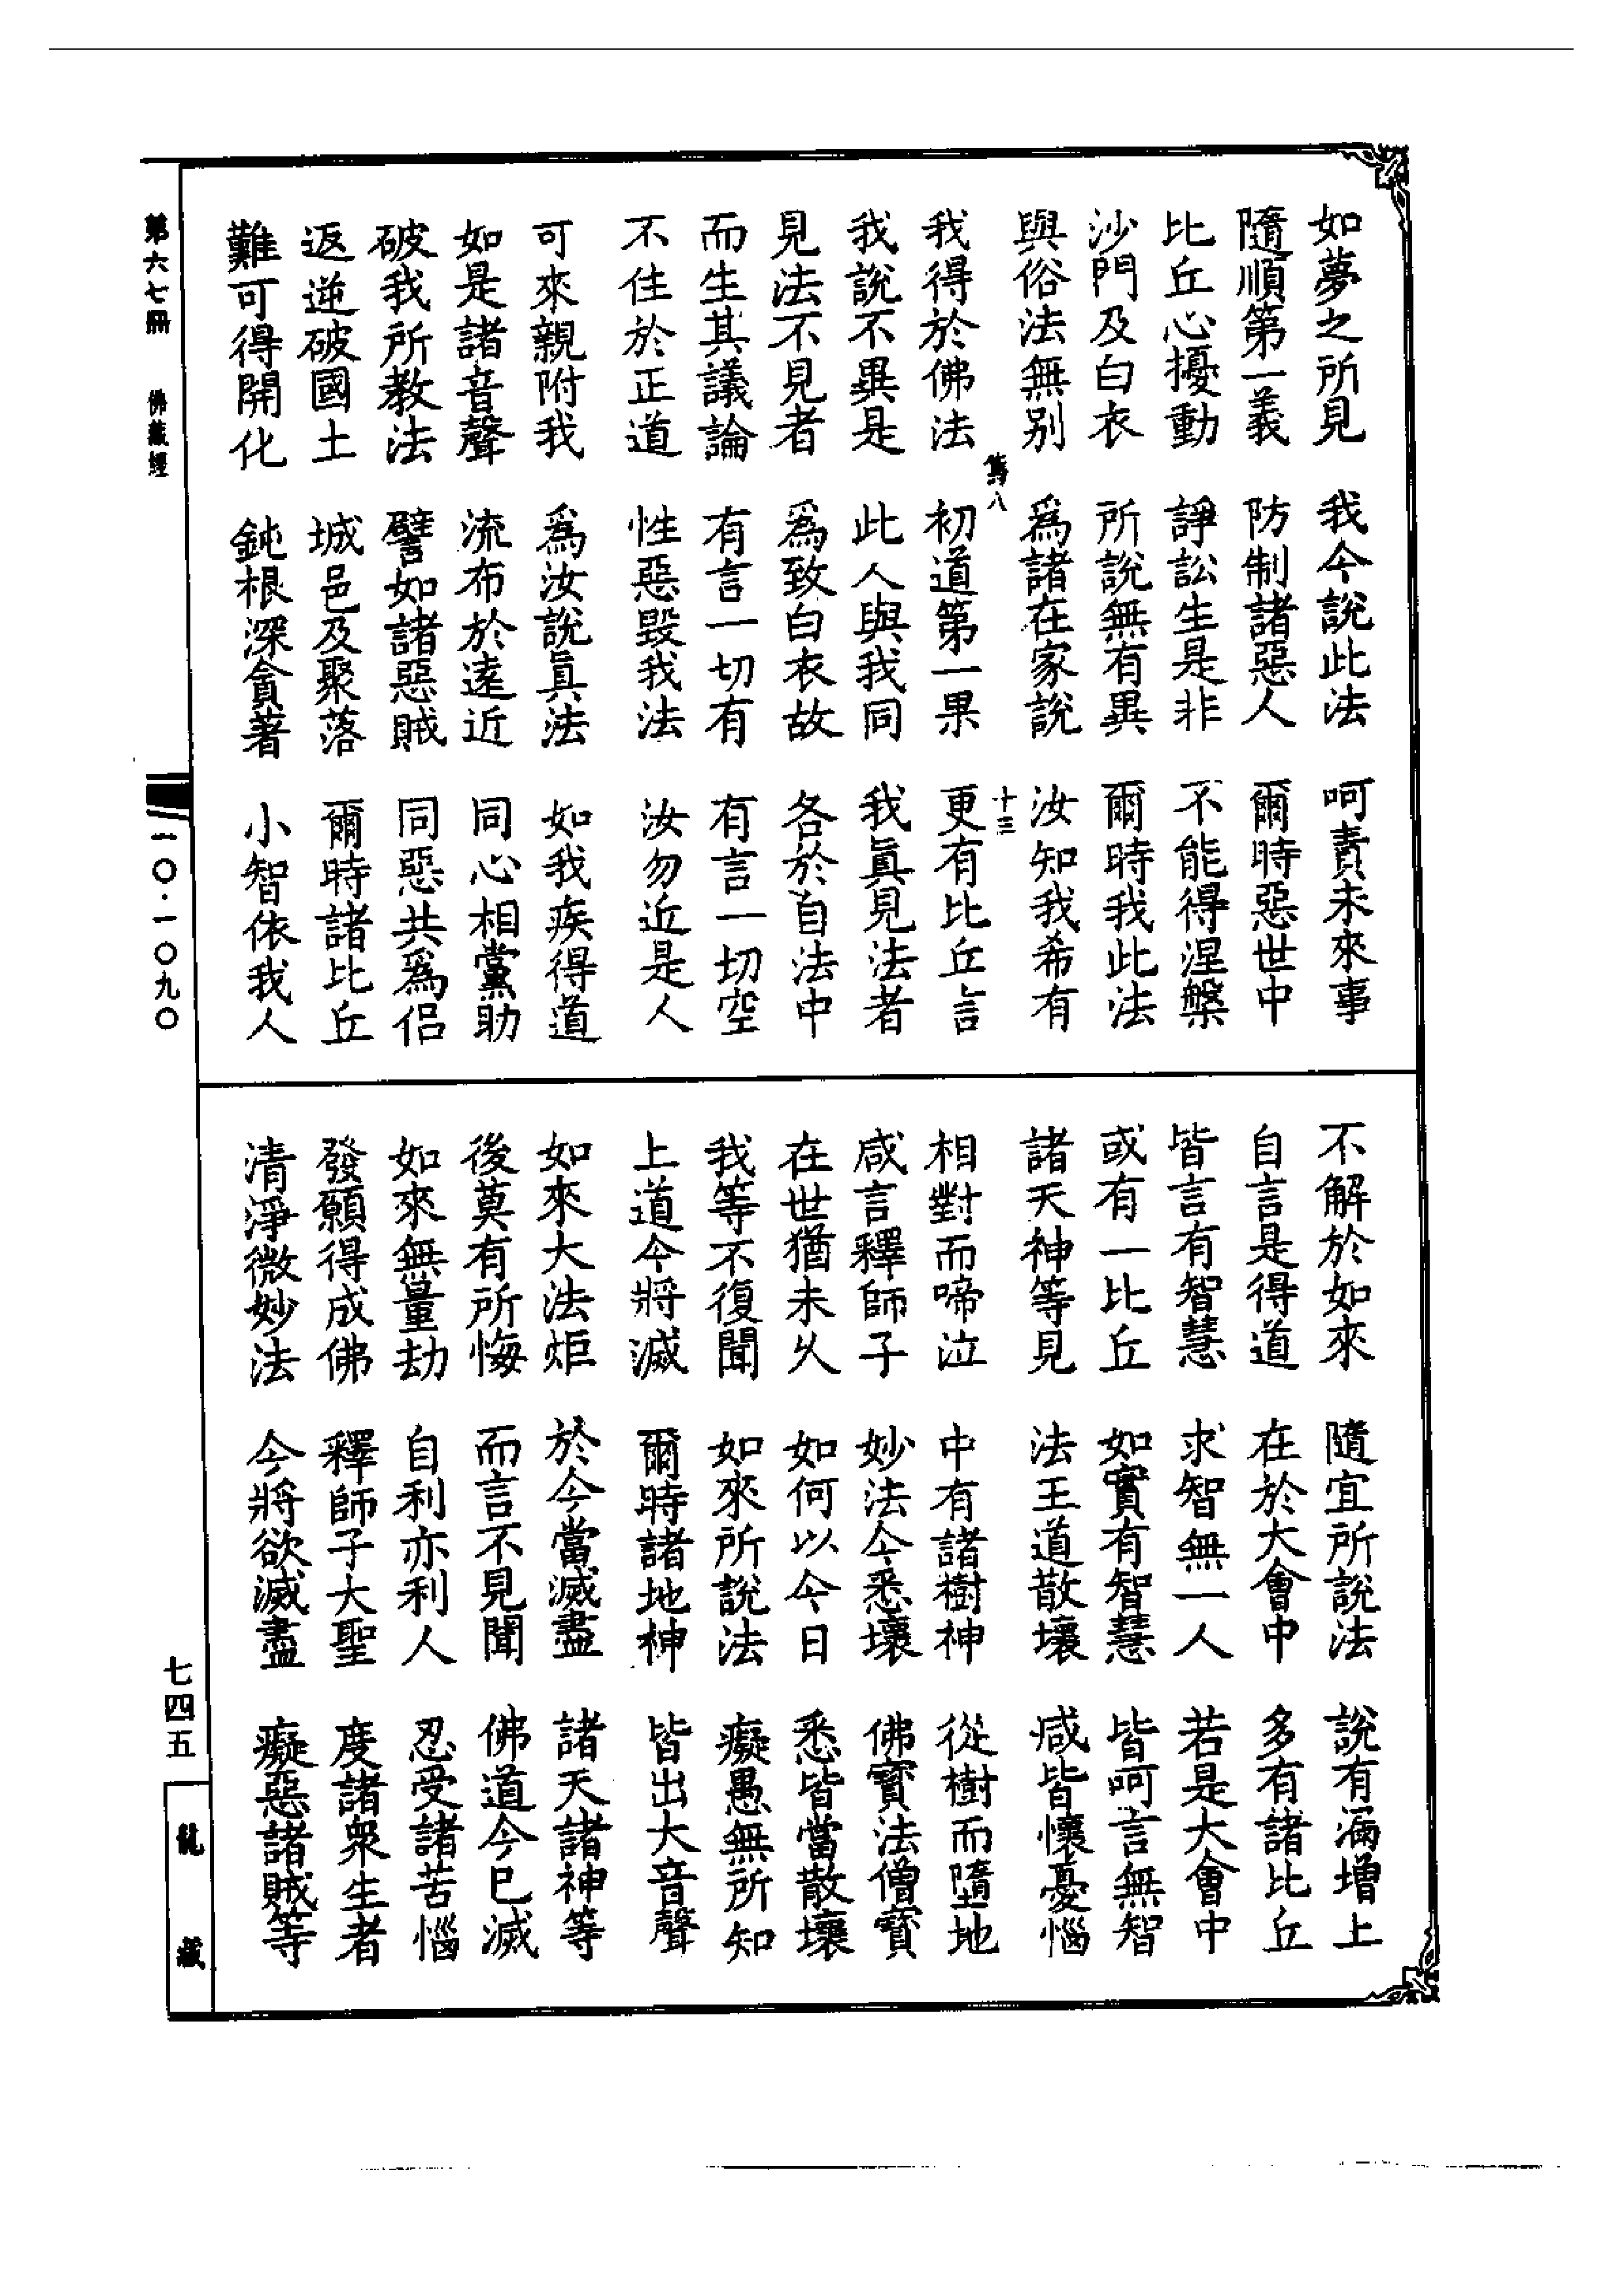 如夢之所見　我今說此法　呵責未來事
隨順第一義　防制諸惡人　爾時惡世中
比丘心擾動　諍訟生是非　不能得涅槃
沙門及白衣　所說無有異　爾時我此法
與俗法無別　爲諸在家說　汝知我希有
雋八　十三
我得於佛法　初道第一果　更有比丘言
我說不異是　此人與我同　我眞見法者
見法不見者　爲致白衣故　各於自法中
而生其議論　有言一切有　有言一切空
不住於正道　性惡毀我法　汝勿近是人
可來親附我　爲汝說眞法　如我疾得道
如是諸音聲　流布於遠近　同心相黨助
破我所教法　譬如諸惡賊　同惡共爲侶
返逆破國土　城邑及聚落　爾時諸比丘
難可得開化　鈍根深貪著　小智依我人
不解於如來　隨宜所說法　說有漏增上
自言是得道　在於大會中　多有諸比丘
皆言有智慧　求智無一人　若是大會中
或有一比丘　如實有智慧　皆呵言無智
諸天神等見　法王道散壞　咸皆懷憂惱
相對而啼泣　中有諸樹神　從樹而墮地
咸言釋師子　妙法今悉壞　佛寶法僧寶
在世猶未久　如何以今日　悉皆當散壞
我等不復聞　如來所說法　癡愚無所知
上道今將滅　爾時諸地神　皆出大音聲
如來大法炬　於今當滅盡　諸天諸神等
後莫有所悔　而言不見聞　佛道今已滅
如來無量劫　自利亦利人　忍受諸苦惱
發願得成佛　釋師子大聖　度諸衆生者
清淨微妙法　今將欲滅盡　癡惡諸賊等
第六七冊　佛藏經
一〇·一〇九〇
七四五
龍藏